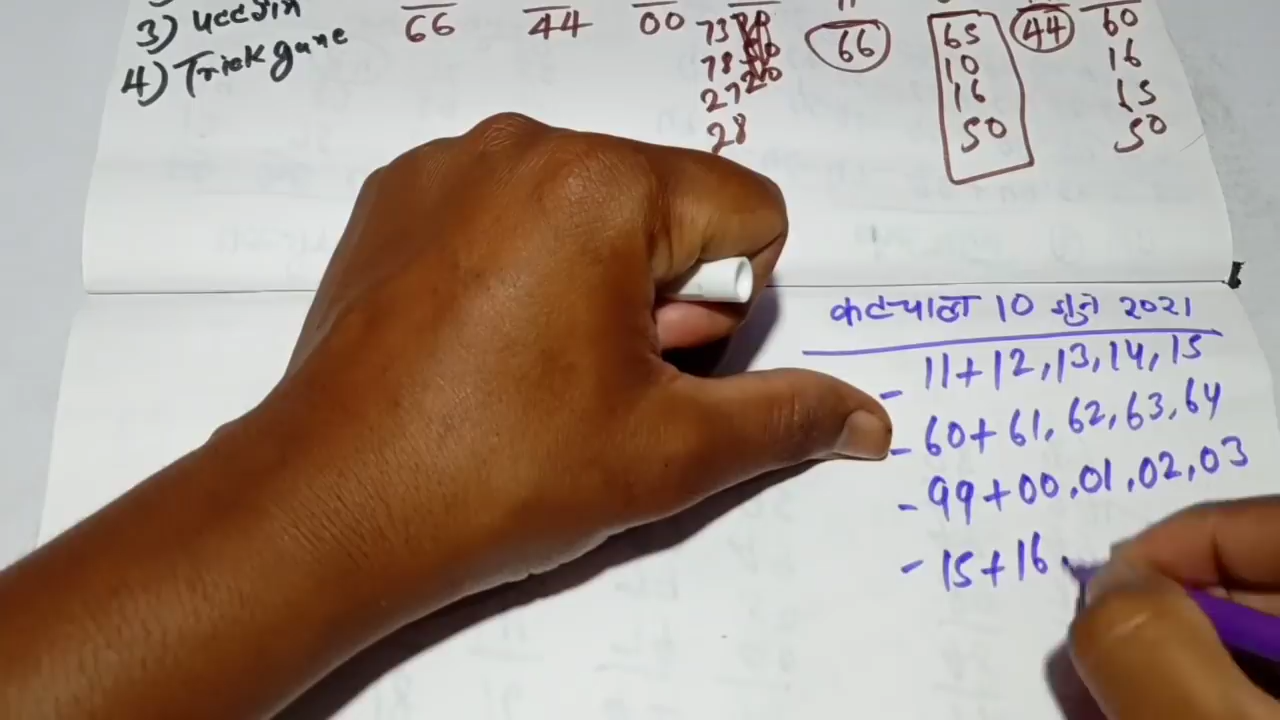 3)
4) Trick game
66 44 00 73 66 65 44 60
78 10 16
27 20 16 15
28 50 50
कल्याण 10 जुन 2021
- 11+12,13,14,15
- 60+61,62,63,64
- 99+00,01,02,03
- 15+16